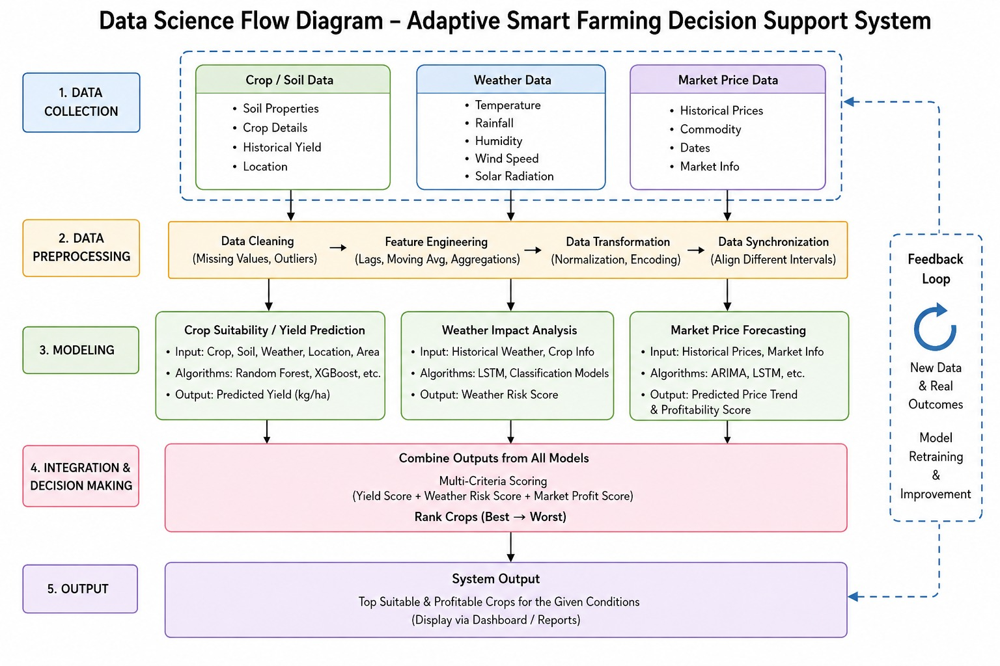 Data Science Flow Diagram – Adaptive Smart Farming Decision Support System
1. DATA
COLLECTION
Crop / Soil Data
• Soil Properties
• Crop Details
• Historical Yield
• Location
Weather Data
• Temperature
• Rainfall
• Humidity
• Wind Speed
• Solar Radiation
Market Price Data
• Historical Prices
• Commodity
• Dates
• Market Info
2. DATA
PREPROCESSING
Data Cleaning
(Missing Values, Outliers)
Feature Engineering
(Lags, Moving Avg, Aggregations)
Data Transformation
(Normalization, Encoding)
Data Synchronization
(Align Different Intervals)
3. MODELING
Crop Suitability / Yield Prediction
• Input: Crop, Soil, Weather, Location, Area
• Algorithms: Random Forest, XGBoost, etc.
• Output: Predicted Yield (kg/ha)
Weather Impact Analysis
• Input: Historical Weather, Crop Info
• Algorithms: LSTM, Classification Models
• Output: Weather Risk Score
Market Price Forecasting
• Input: Historical Prices, Market Info
• Algorithms: ARIMA, LSTM, etc.
• Output: Predicted Price Trend
& Profitability Score
4. INTEGRATION &
DECISION MAKING
Combine Outputs from All Models
Multi-Criteria Scoring
(Yield Score + Weather Risk Score + Market Profit Score)
Rank Crops (Best → Worst)
5. OUTPUT
System Output
Top Suitable & Profitable Crops for the Given Conditions
(Display via Dashboard / Reports)
Feedback
Loop
New Data
& Real
Outcomes
Model
Retraining
&
Improvement